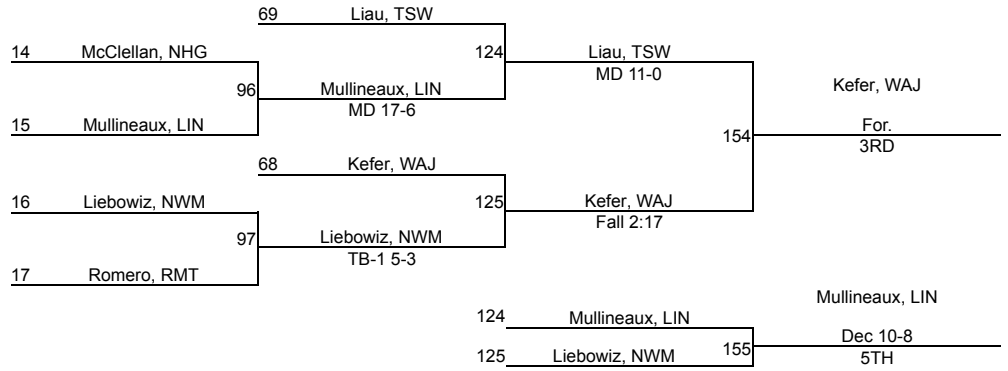 69 Liau, TSW
14 McClellan, NHG
124
Liau, TSW
MD 11-0
Kefer, WAJ
96
Mullineaux, LIN
MD 17-6
15 Mullineaux, LIN
154
For.
3RD
68 Kefer, WAJ
16 Liebowiz, NWM
125
Kefer, WAJ
Fall 2:17
97
Liebowiz, NWM
TB-1 5-3
17 Romero, RMT
Mullineaux, LIN
124 Mullineaux, LIN
155
Dec 10-8
5TH
125 Liebowiz, NWM